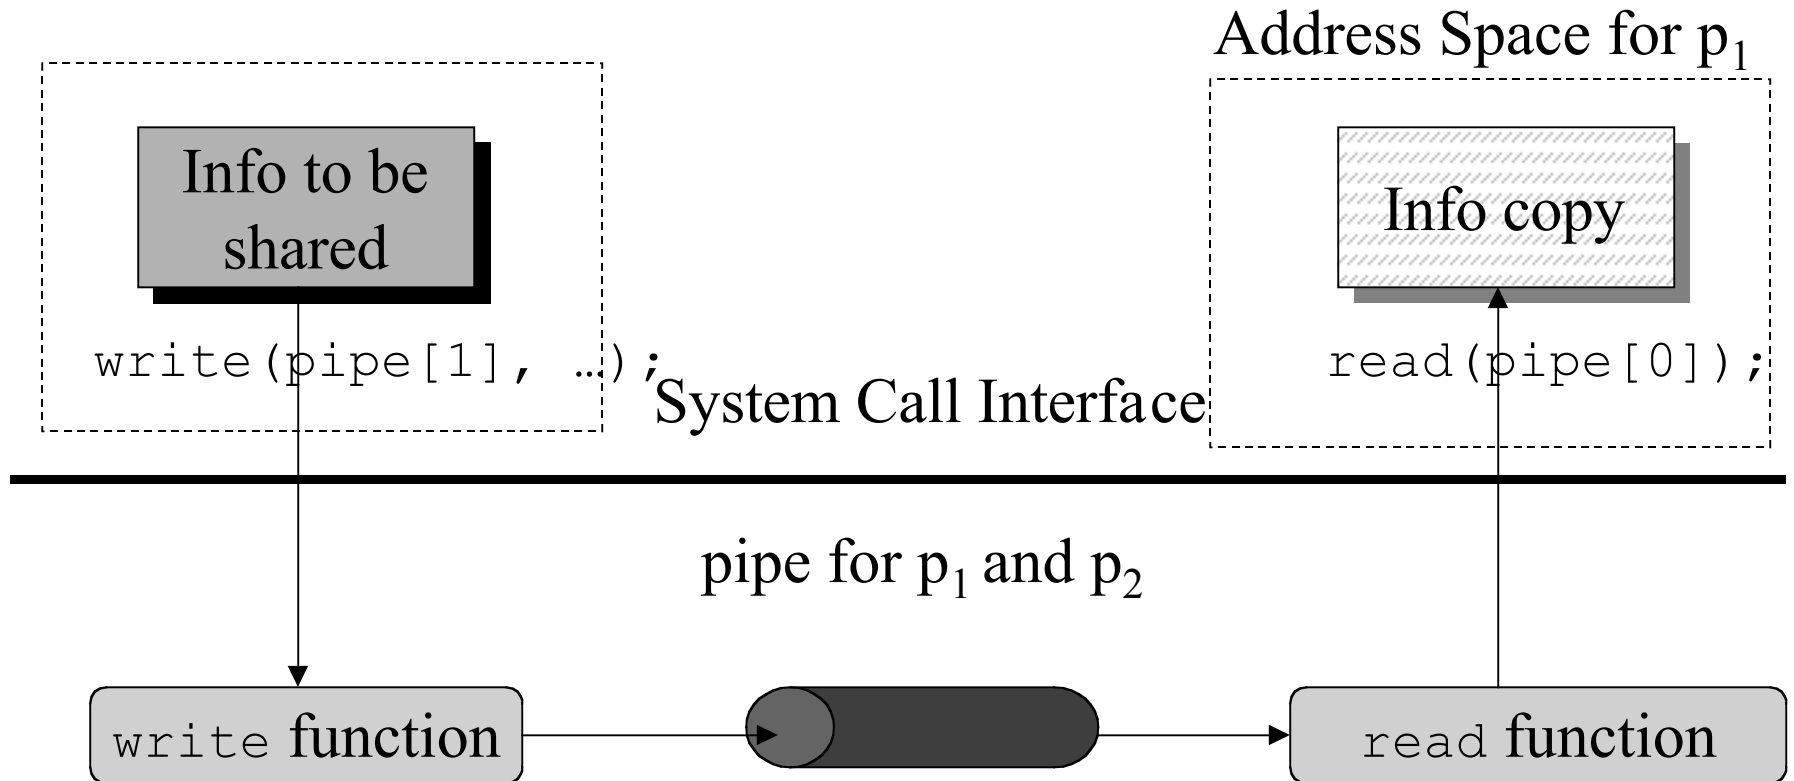 Address Space for p1
Info to be
shared
Info copy
write(pipe[1], …);
read(pipe[0]);
System Call Interface
pipe for p1 and p2
write function
read function